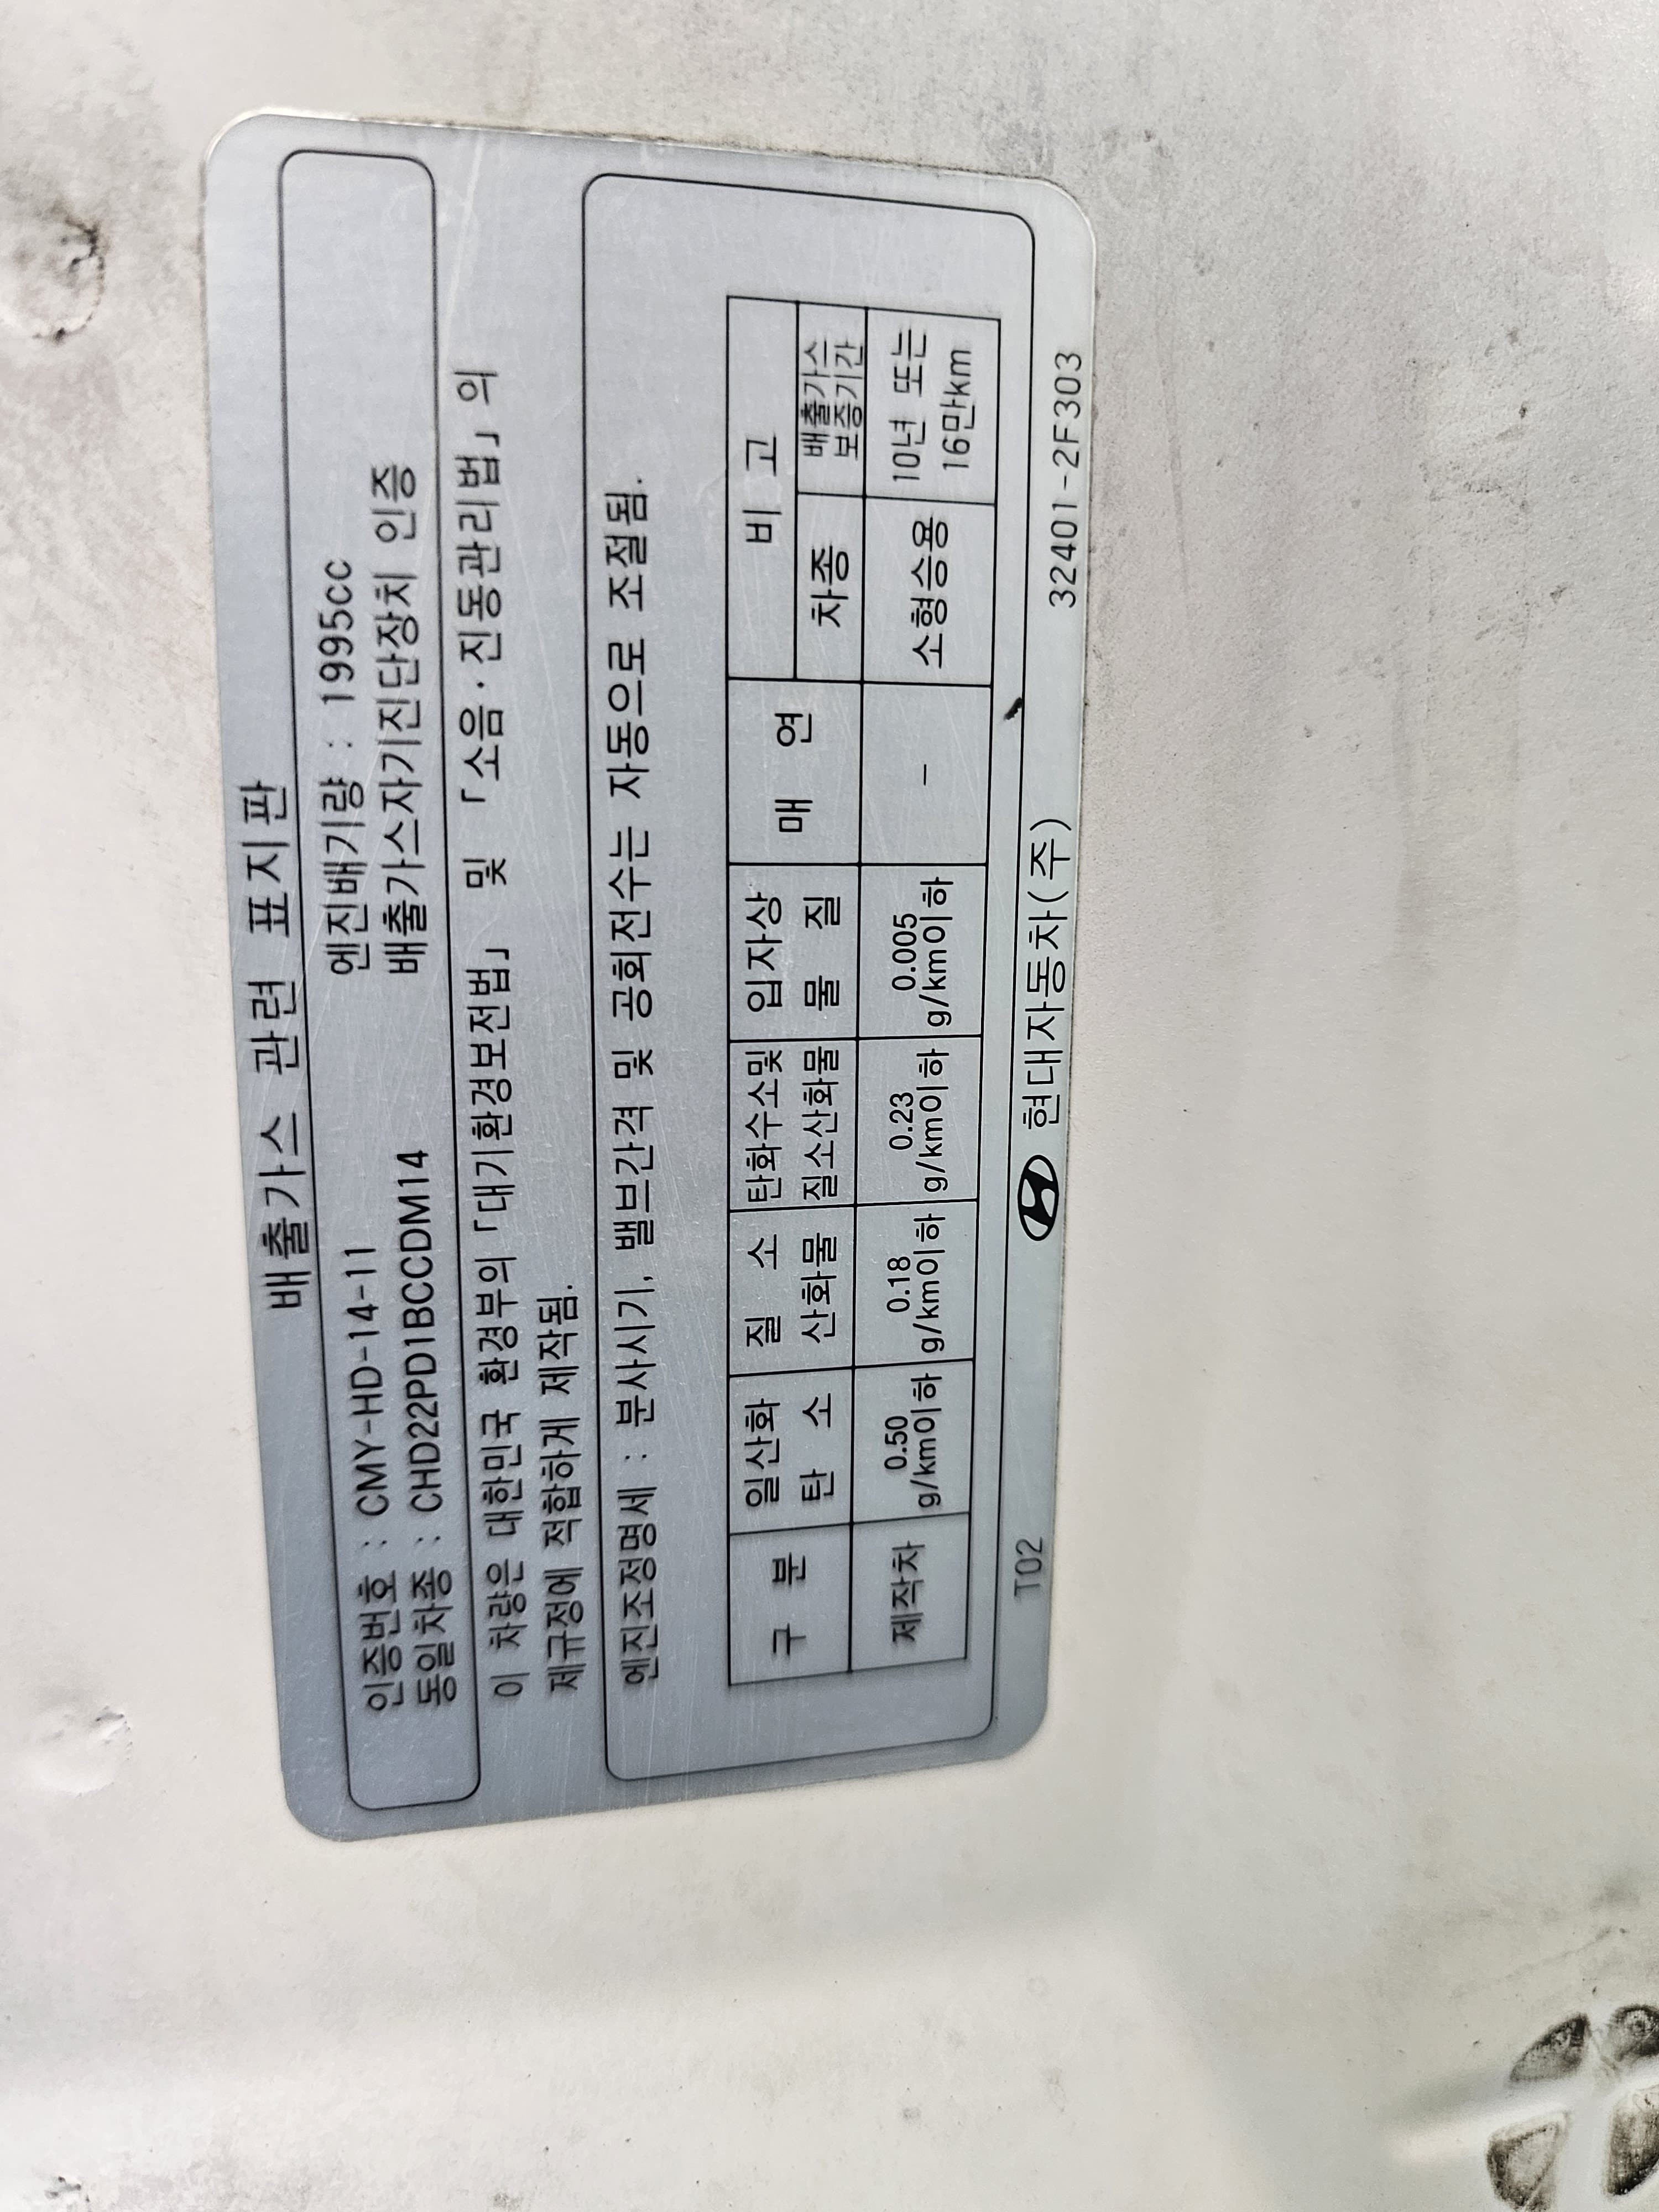 배출가스 관련 표지판
인증번호 : CMY-HD-14-11 엔진배기량 : 1995CC
동일차종 : CHD22PD1BCCDM14 배출가스자기진단장치 인증
이 차량은 대한민국 환경부의 「대기환경보전법」 및 「소음·진동관리법」의
제규정에 적합하게 제작됨.
엔진조정명세 : 분사시기, 밸브간격 및 공회전수는 자동으로 조절됨.
구 분 일산화 탄 소 질 소 산화물 탄화수소및 질소산화물 입자상 물 질 매 연 비 고
차종 배출가스 보증기간
제작차 0.50 g/km이하 0.18 g/km이하 0.23 g/km이하 0.005 g/km이하 - 소형승용 10년 또는 16만km
T02 현대자동차(주) 32401-2F303